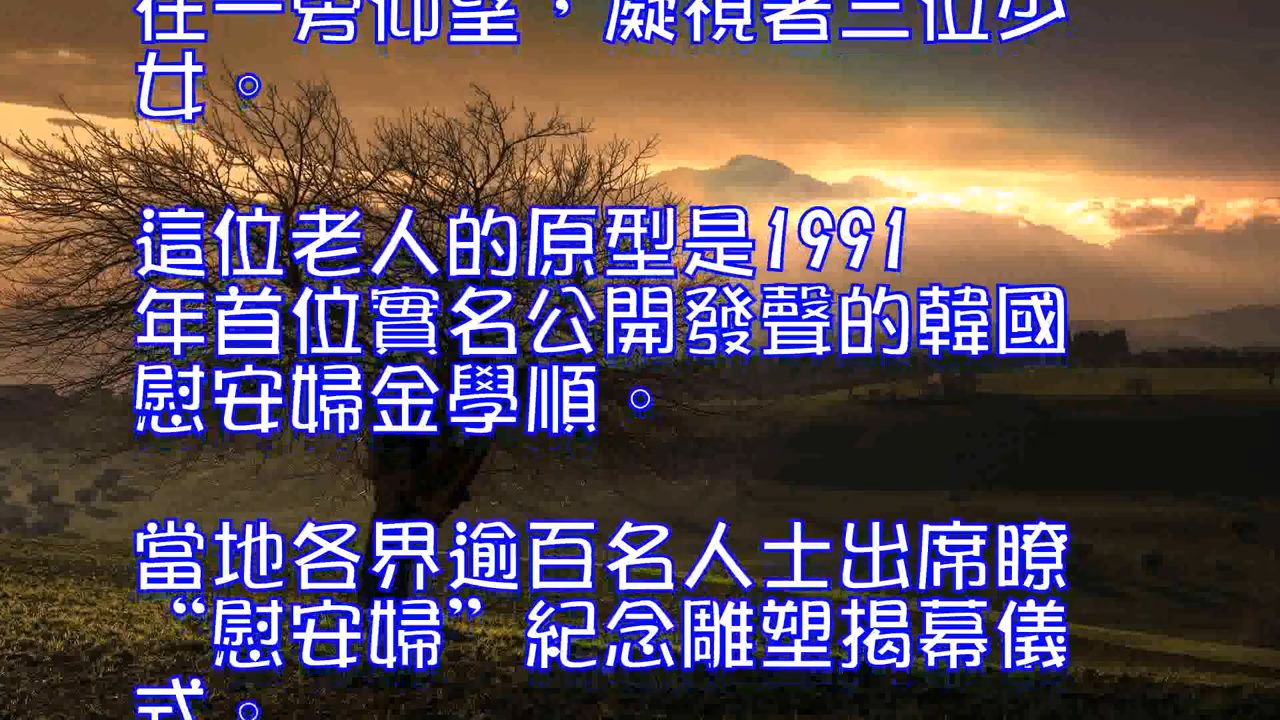 在一旁仰望，凝視者三位少
女。
這位老人的原型是1991
年首位實名公開發聲的韓國
慰安婦金學順。
當地各界逾百名人士出席瞭
“慰安婦”紀念雕塑揭幕儀
式。